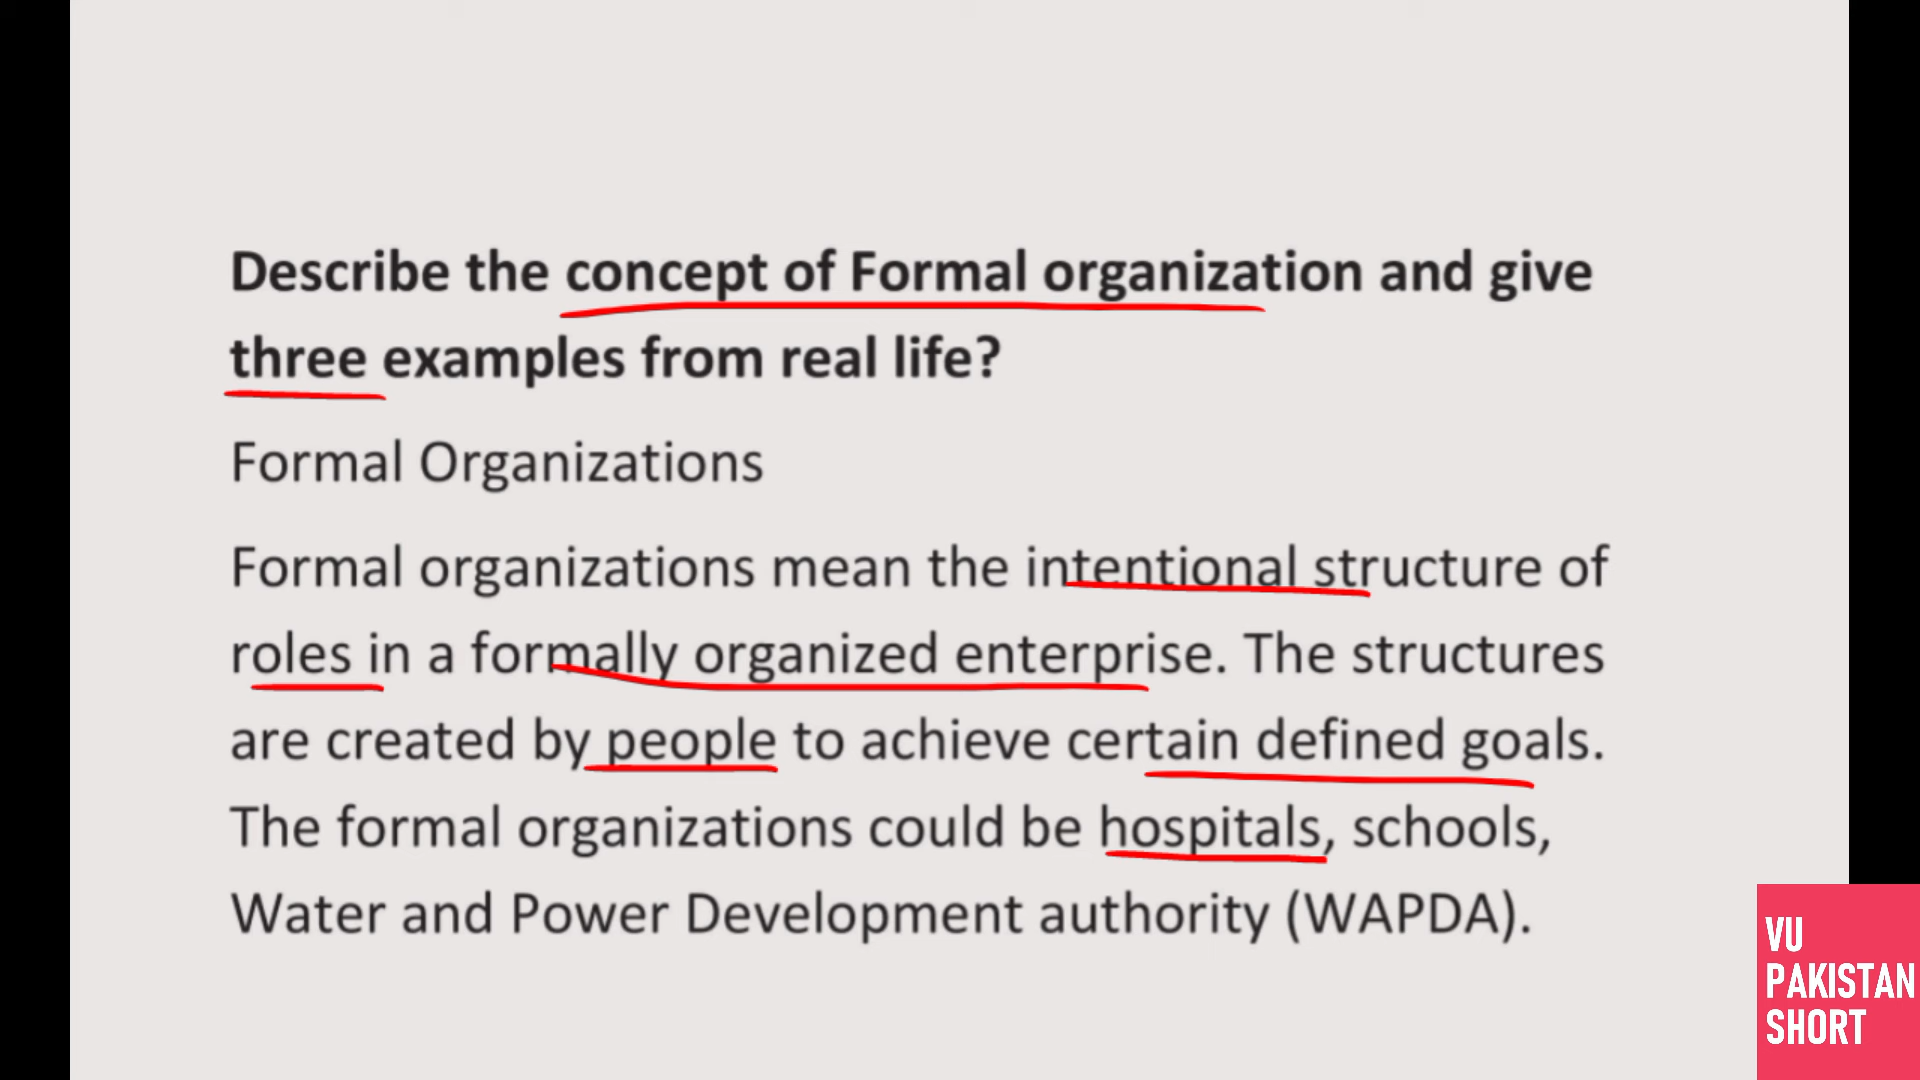 Describe the concept of Formal organization and give
three examples from real life?
Formal Organizations
Formal organizations mean the intentional structure of
roles in a formally organized enterprise. The structures
are created by people to achieve certain defined goals.
The formal organizations could be hospitals, schools,
Water and Power Development authority (WAPDA).
VU
PAKISTAN
SHORT